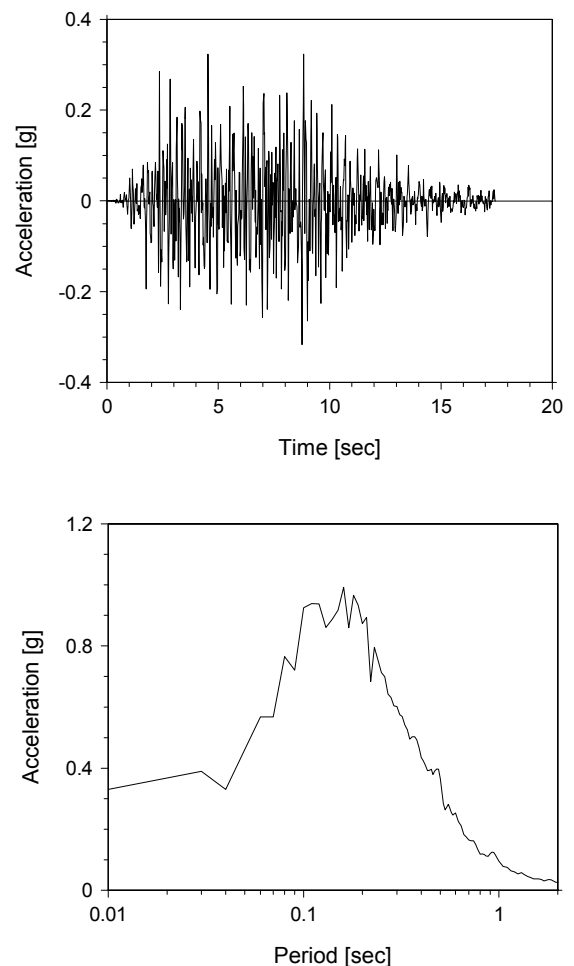 0.4
0.2
0
-0.2
-0.4
Acceleration [g]
0 5 10 15 20
Time [sec]
1.2
0.8
0.4
0
Acceleration [g]
0.01 0.1 1
Period [sec]